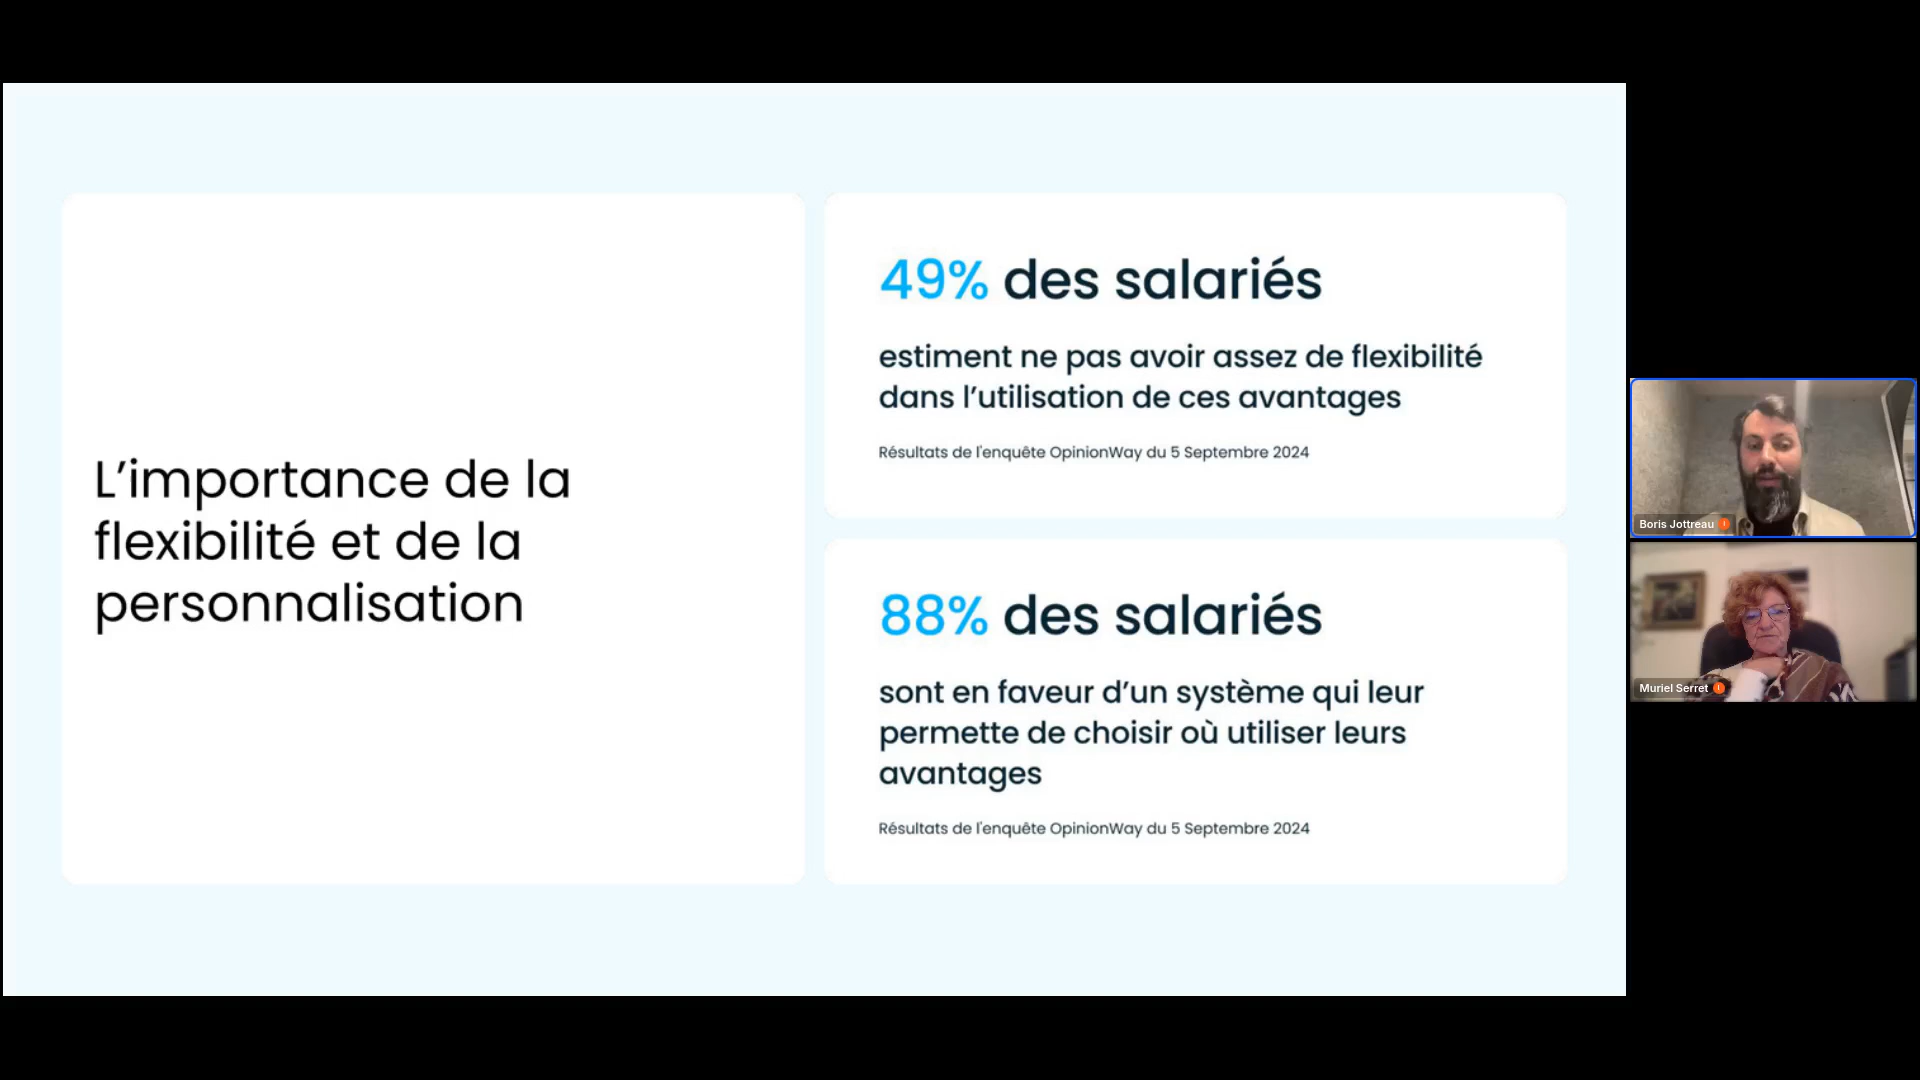 L’importance de la
flexibilité et de la
personnalisation
49% des salariés
estiment ne pas avoir assez de flexibilité
dans l’utilisation de ces avantages
Résultats de l'enquête OpinionWay du 5 Septembre 2024
88% des salariés
sont en faveur d’un système qui leur
permette de choisir où utiliser leurs
avantages
Résultats de l'enquête OpinionWay du 5 Septembre 2024
Boris Jottreau
Muriel Serret